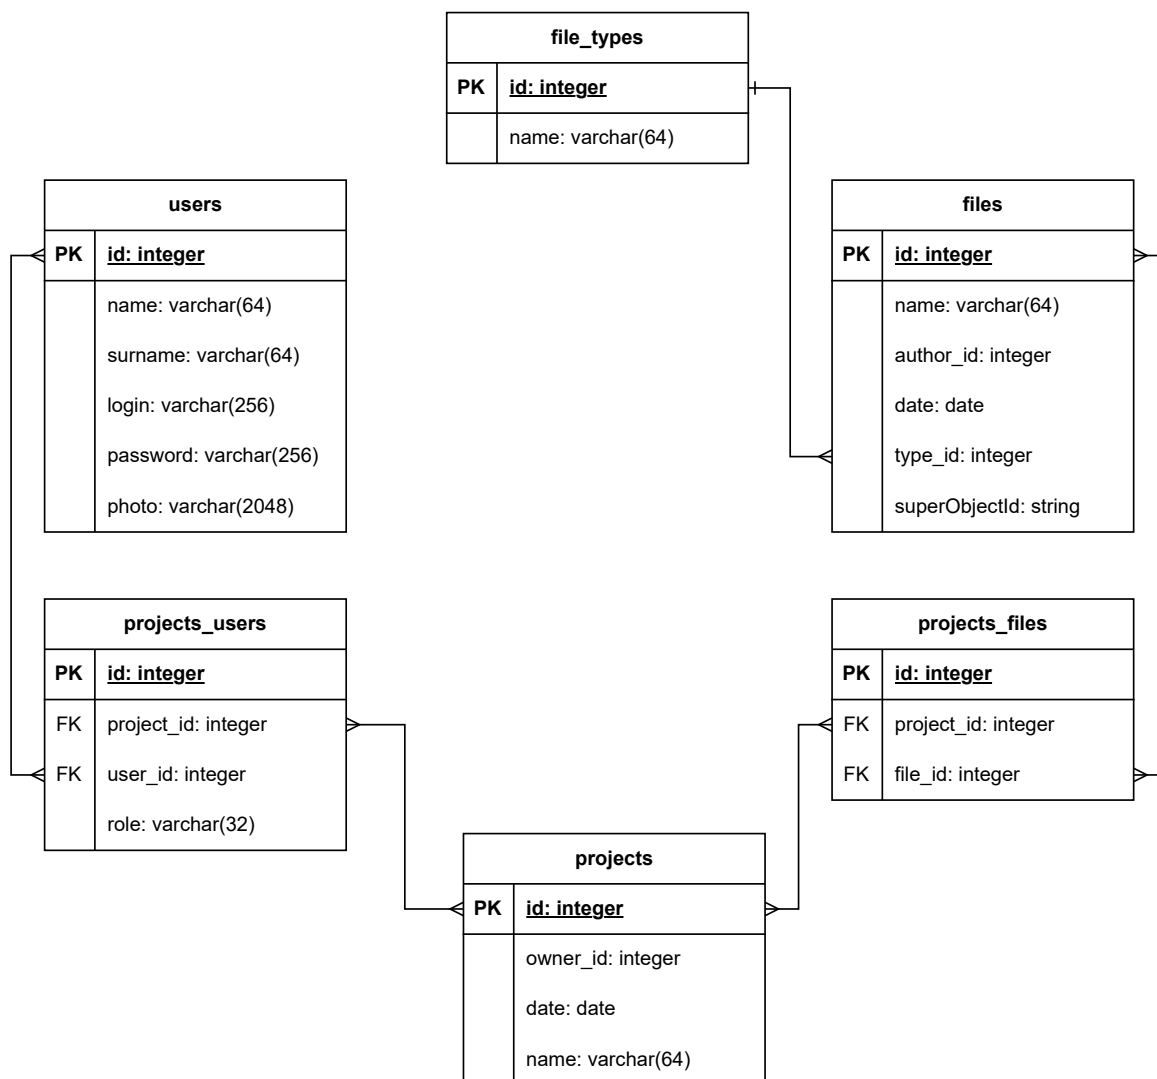 file_types
PK id: integer
name: varchar(64)
users
PK id: integer
name: varchar(64)
surname: varchar(64)
login: varchar(256)
password: varchar(256)
photo: varchar(2048)
files
PK id: integer
name: varchar(64)
author_id: integer
date: date
type_id: integer
superObjectId: string
projects_users
PK id: integer
FK project_id: integer
FK user_id: integer
role: varchar(32)
projects_files
PK id: integer
FK project_id: integer
FK file_id: integer
projects
PK id: integer
owner_id: integer
date: date
name: varchar(64)